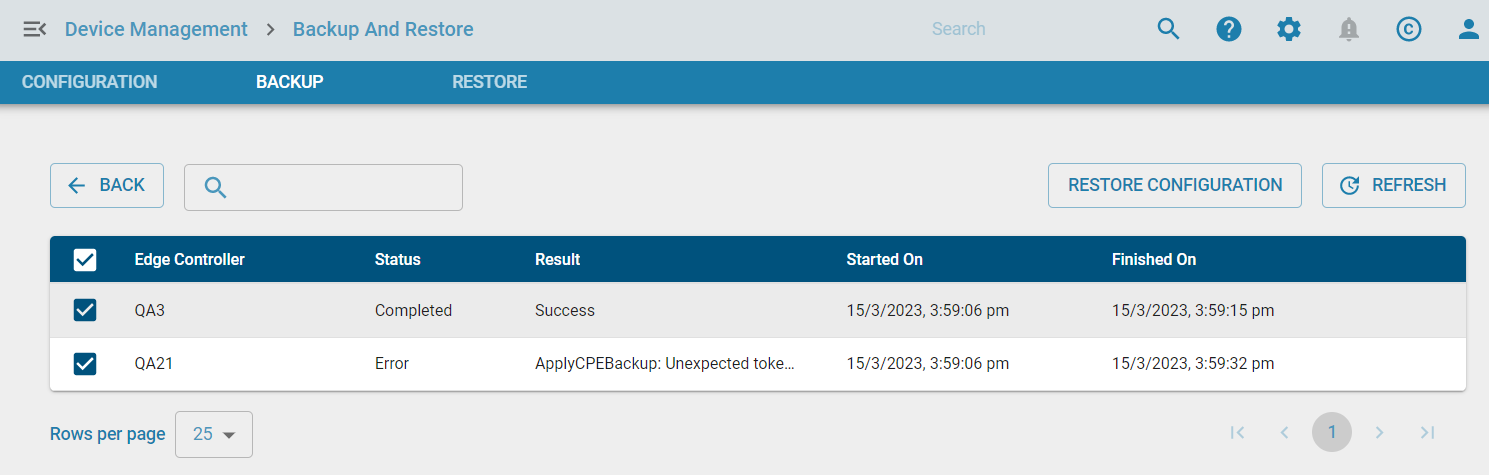 Device Management > Backup And Restore Search
CONFIGURATION BACKUP RESTORE
BACK RESTORE CONFIGURATION REFRESH
Edge Controller Status Result Started On Finished On
QA3 Completed Success 15/3/2023, 3:59:06 pm 15/3/2023, 3:59:15 pm
QA21 Error ApplyCPEBackup: Unexpected toke... 15/3/2023, 3:59:06 pm 15/3/2023, 3:59:32 pm
Rows per page 25 1